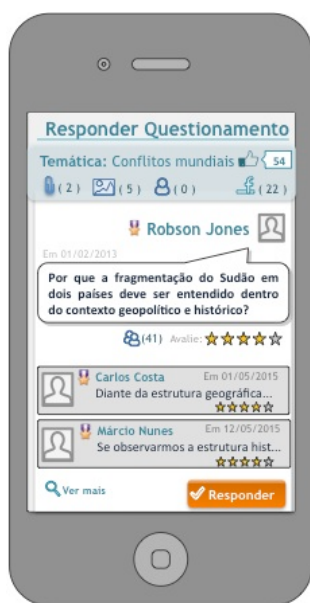 Responder Questionamento
Temática: Conflitos mundiais 54
(2) (5) (0) (22)
Robson Jones
Em 01/02/2013
Por que a fragmentação do Sudão em
dois países deve ser entendido dentro
do contexto geopolítico e histórico?
(41) Avalie:
Carlos Costa Em 01/05/2015
Diante da estrutura geográfica...
Márcio Nunes Em 12/05/2015
Se observarmos a estrutura hist...
Ver mais Responder